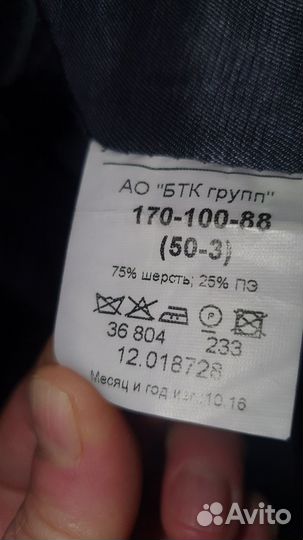 АО "БТК групп"
170-100-88
(50-3)
75% шерсть; 25% ПЭ
36 804 233
12.018728
Месяц и год изг. 10.16
Avito